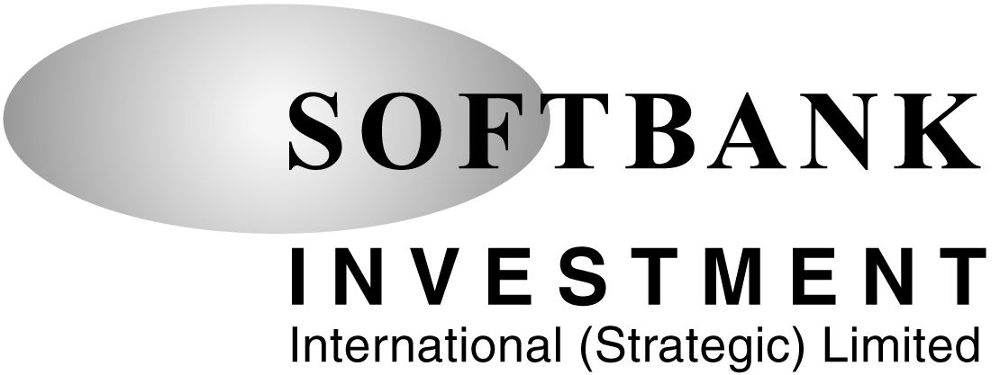 SOFTBANK
INVESTMENT
International (Strategic) Limited